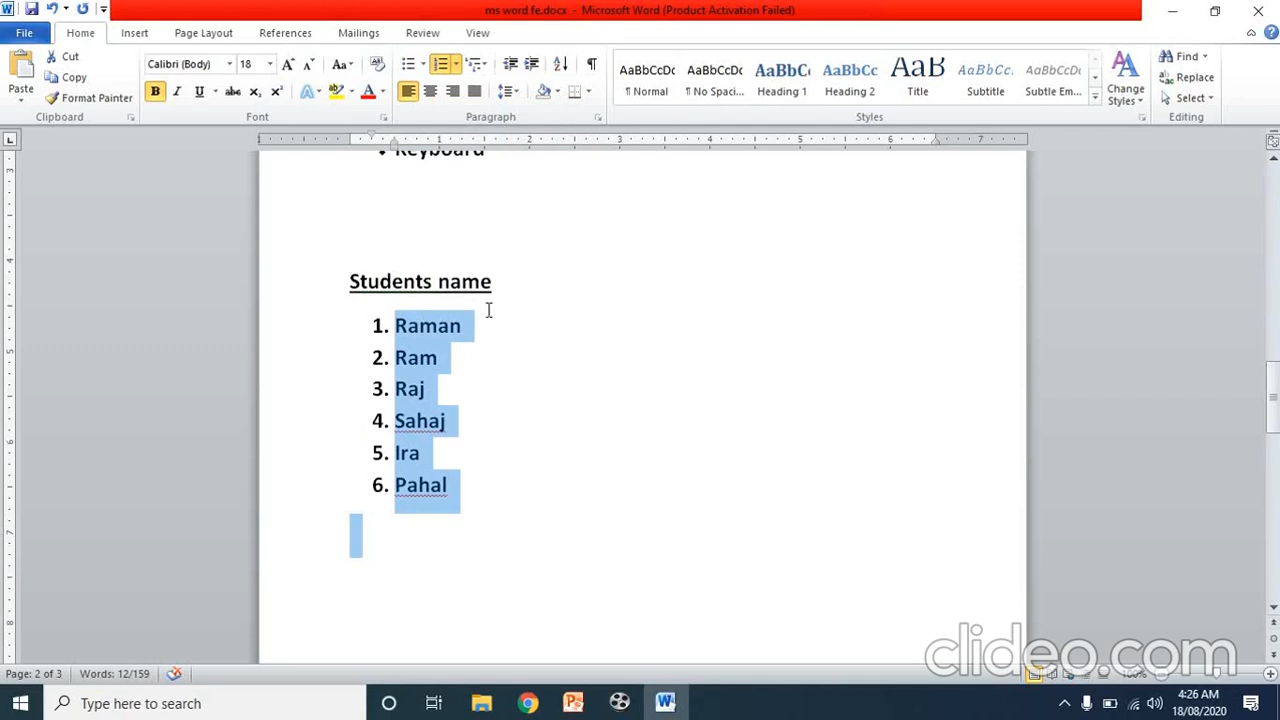 ms word fe.docx - Microsoft Word (Product Activation Failed)
File Home Insert Page Layout References Mailings Review View
Paste
Cut
Copy
Format Painter
Clipboard
Calibri (Body) 18
Font
Paragraph
AaBbCcDc AaBbCcDc AaBbC AaBbCc AaB AaBbCcD AaBbCcD
¶ Normal ¶ No Spaci... Heading 1 Heading 2 Title Subtitle Subtle Em...
Change Styles
Styles
Find
Replace
Select
Editing
Keyboard
Students name
1. Raman
2. Ram
3. Raj
4. Sahaj
5. Ira
6. Pahal
clideo.com
Page: 2 of 3 Words: 12/159 100%
Type here to search
4:26 AM
18/08/2020